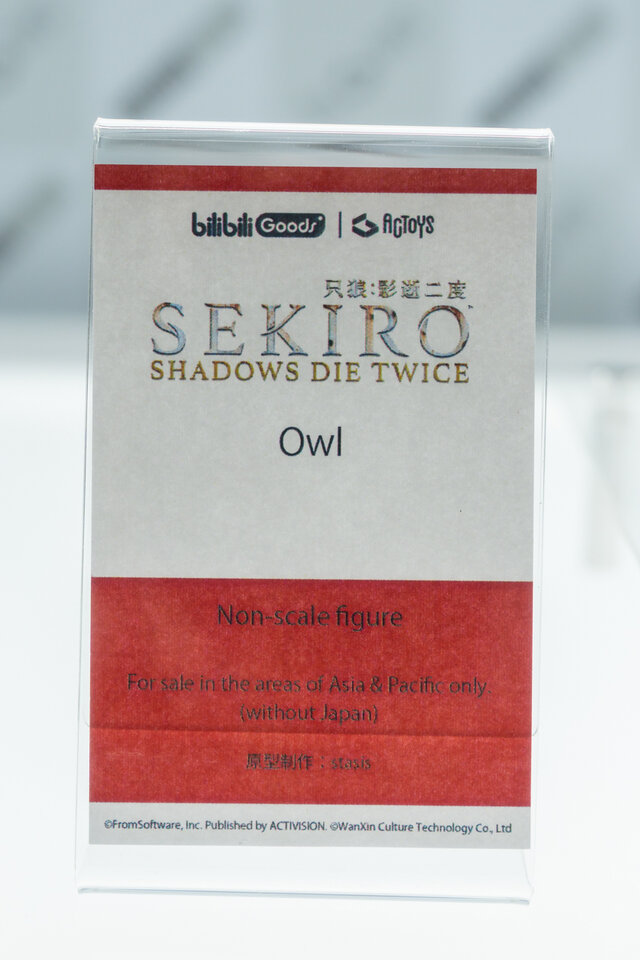 bilibili Goods | ACTOYS
只狼:影逝二度
SEKIRO™
SHADOWS DIE TWICE
Owl
Non-scale figure
For sale in the areas of Asia & Pacific only.
(without Japan)
原型制作：stasis
©FromSoftware, Inc. Published by ACTIVISION. ©WanXin Culture Technology Co., Ltd